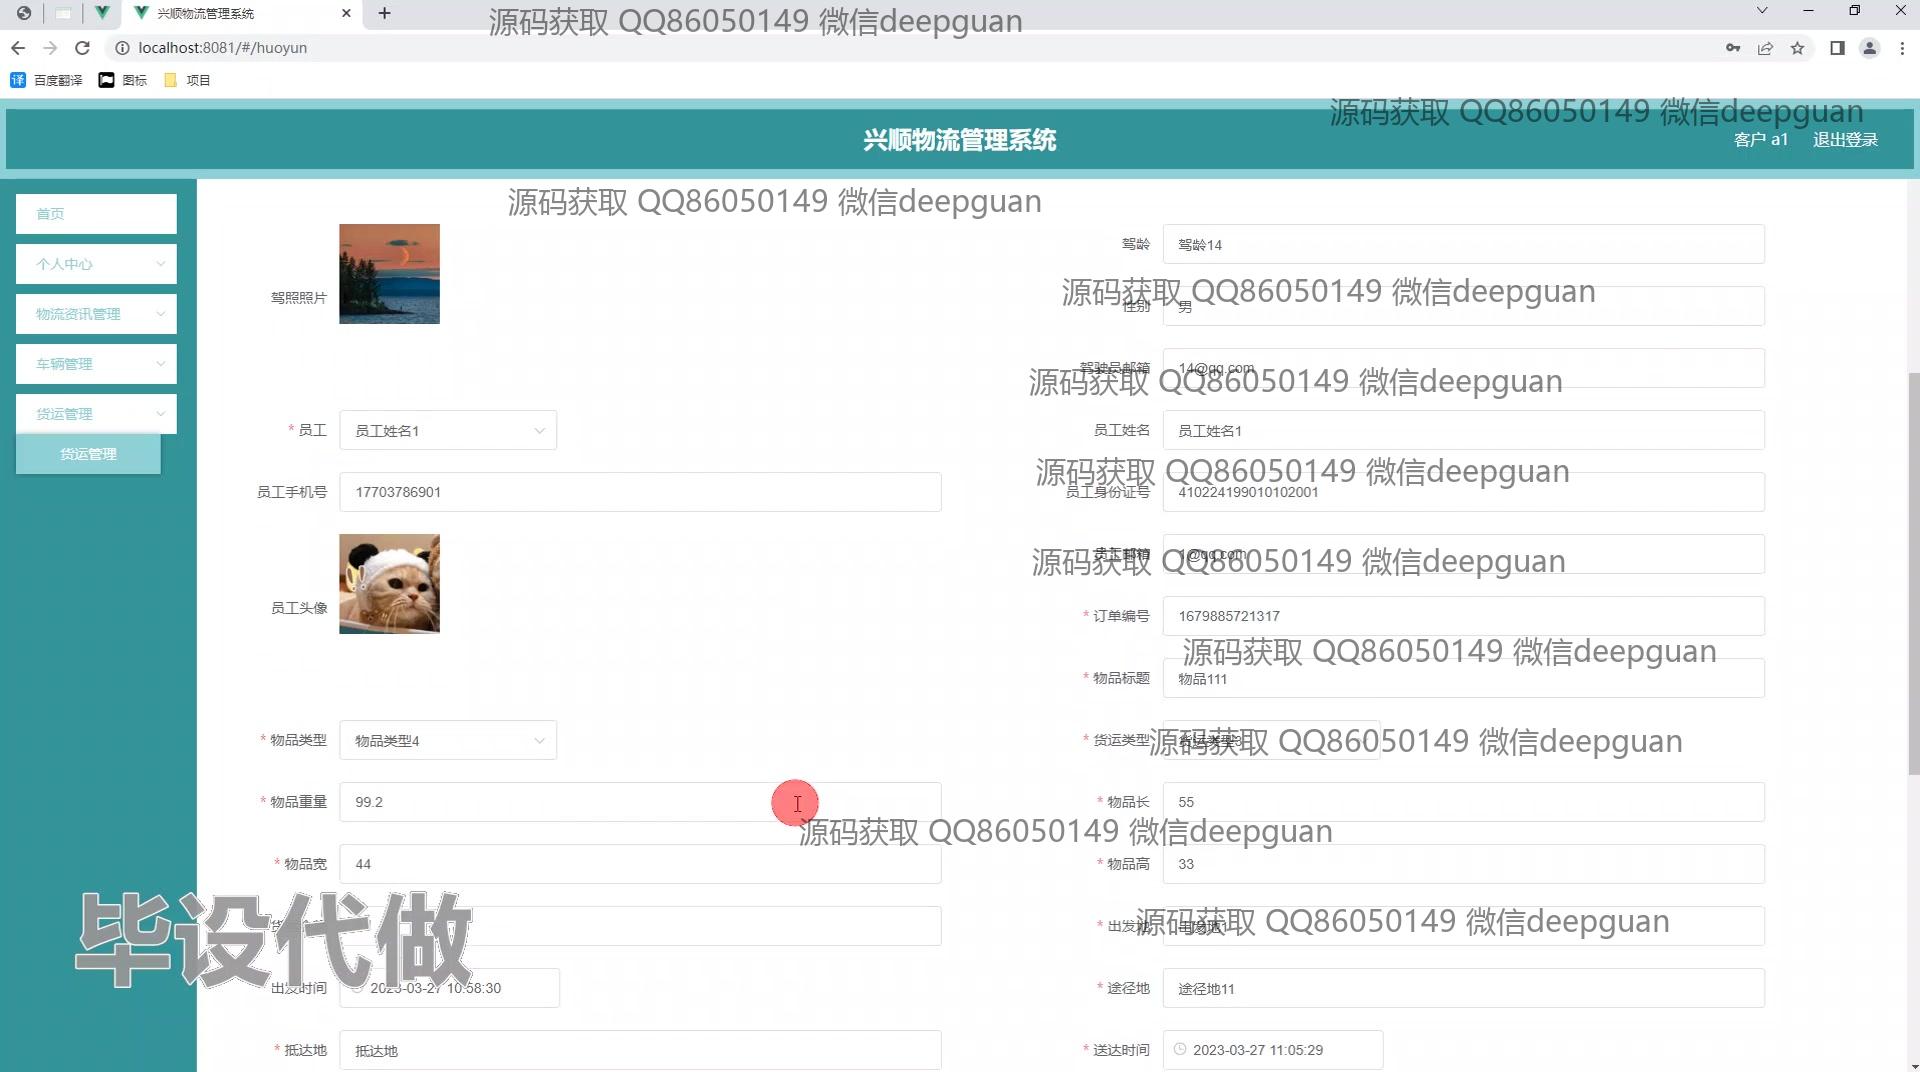 兴顺物流管理系统
源码获取 QQ86050149 微信deepguan
localhost:8081/#/huoyun
百度翻译 图标 项目
源码获取 QQ86050149 微信deepguan
兴顺物流管理系统
客户 a1 退出登录
首页
个人中心
物流资讯管理
车辆管理
货运管理
货运管理
源码获取 QQ86050149 微信deepguan
驾照照片
驾龄 驾龄14
源码获取 QQ86050149 微信deepguan
性别 男
驾驶员邮箱 14@qq.com
源码获取 QQ86050149 微信deepguan
* 员工 员工姓名1
员工姓名 员工姓名1
源码获取 QQ86050149 微信deepguan
员工手机号 17703786901
员工身份证号 410224199010102001
员工邮箱 1@qq.com
源码获取 QQ86050149 微信deepguan
员工头像
* 订单编号 1679885721317
源码获取 QQ86050149 微信deepguan
* 物品标题 物品111
* 物品类型 物品类型4
* 货运类型 货运类型3
源码获取 QQ86050149 微信deepguan
* 物品重量 99.2
* 物品长 55
源码获取 QQ86050149 微信deepguan
* 物品宽 44
* 物品高 33
毕设代做
* 出发地
源码获取 QQ86050149 微信deepguan
出发时间 2023-03-27 10:58:30
* 途径地 途径地11
* 抵达地 抵达地
* 送达时间 2023-03-27 11:05:29